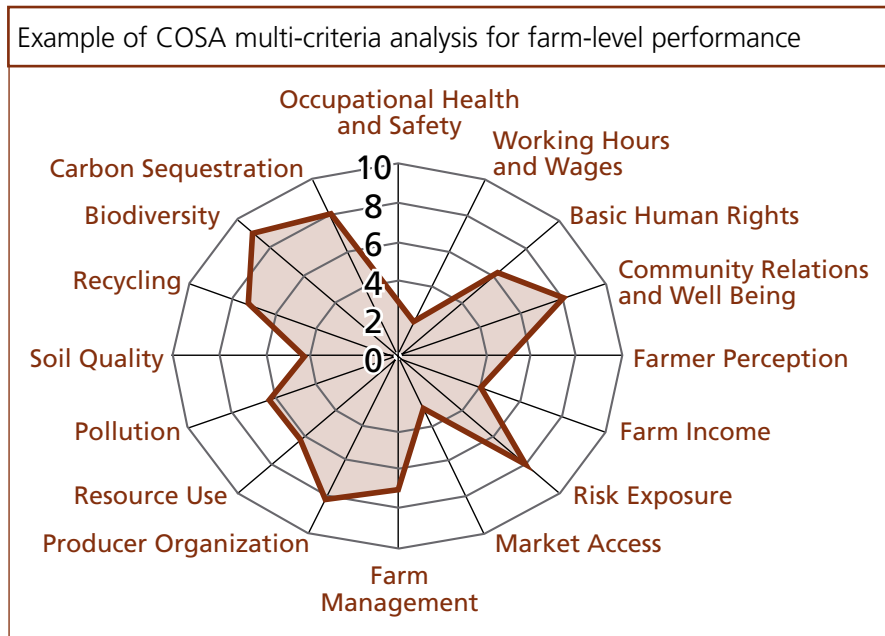 Example of COSA multi-criteria analysis for farm-level performance
Occupational Health
and Safety
Working Hours
and Wages
Basic Human Rights
Community Relations
and Well Being
Farmer Perception
Farm Income
Risk Exposure
Market Access
Farm
Management
Producer Organization
Resource Use
Pollution
Soil Quality
Recycling
Biodiversity
Carbon Sequestration
10
8
6
4
2
0